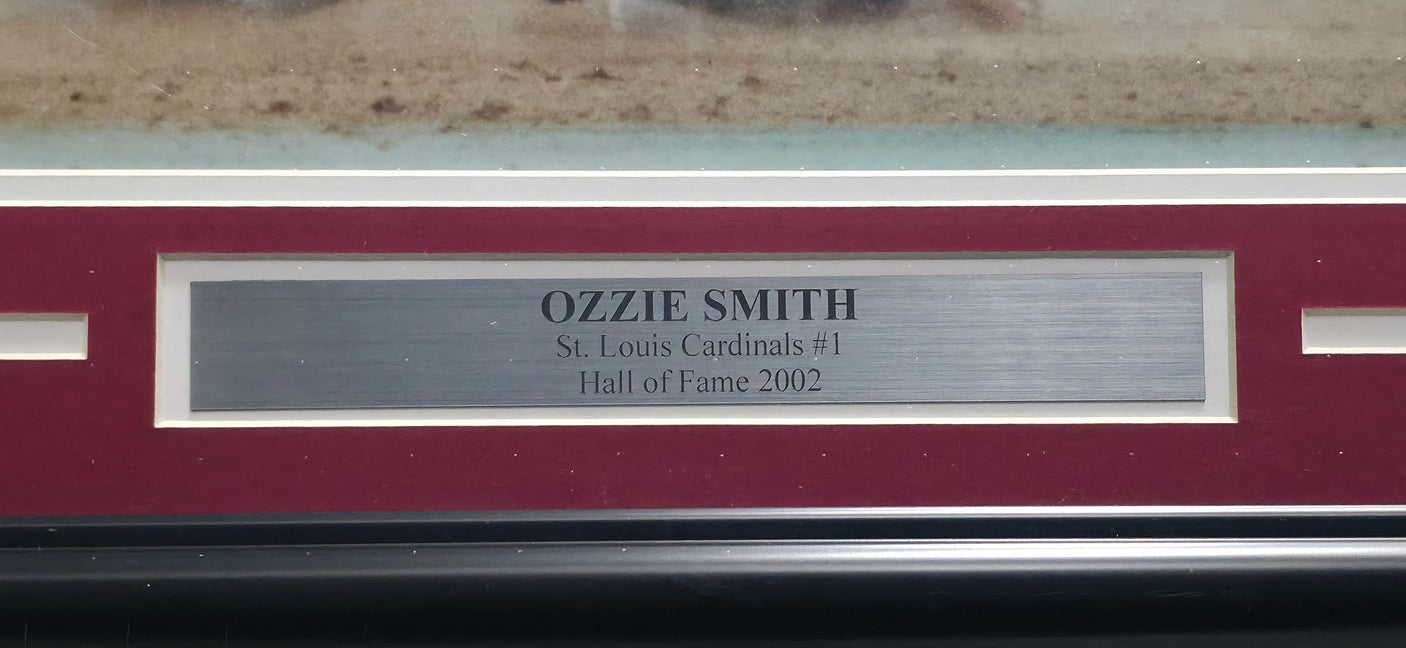 OZZIE SMITH
St. Louis Cardinals #1
Hall of Fame 2002